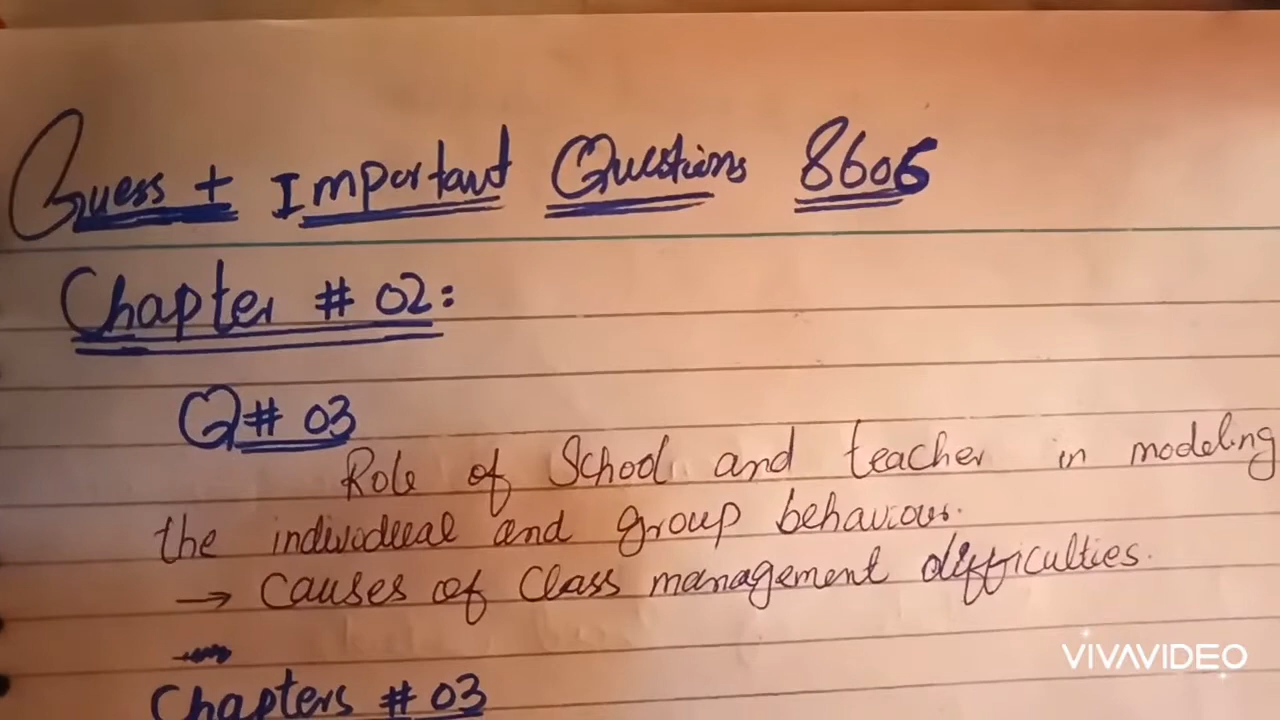 Guess + Important Questions 8606
Chapter # 02:
Q# 03
Role of School and teacher in modeling
the individual and group behaviour.
→ Causes of Class management difficulties.
Chapters # 03
VIVAVIDEO